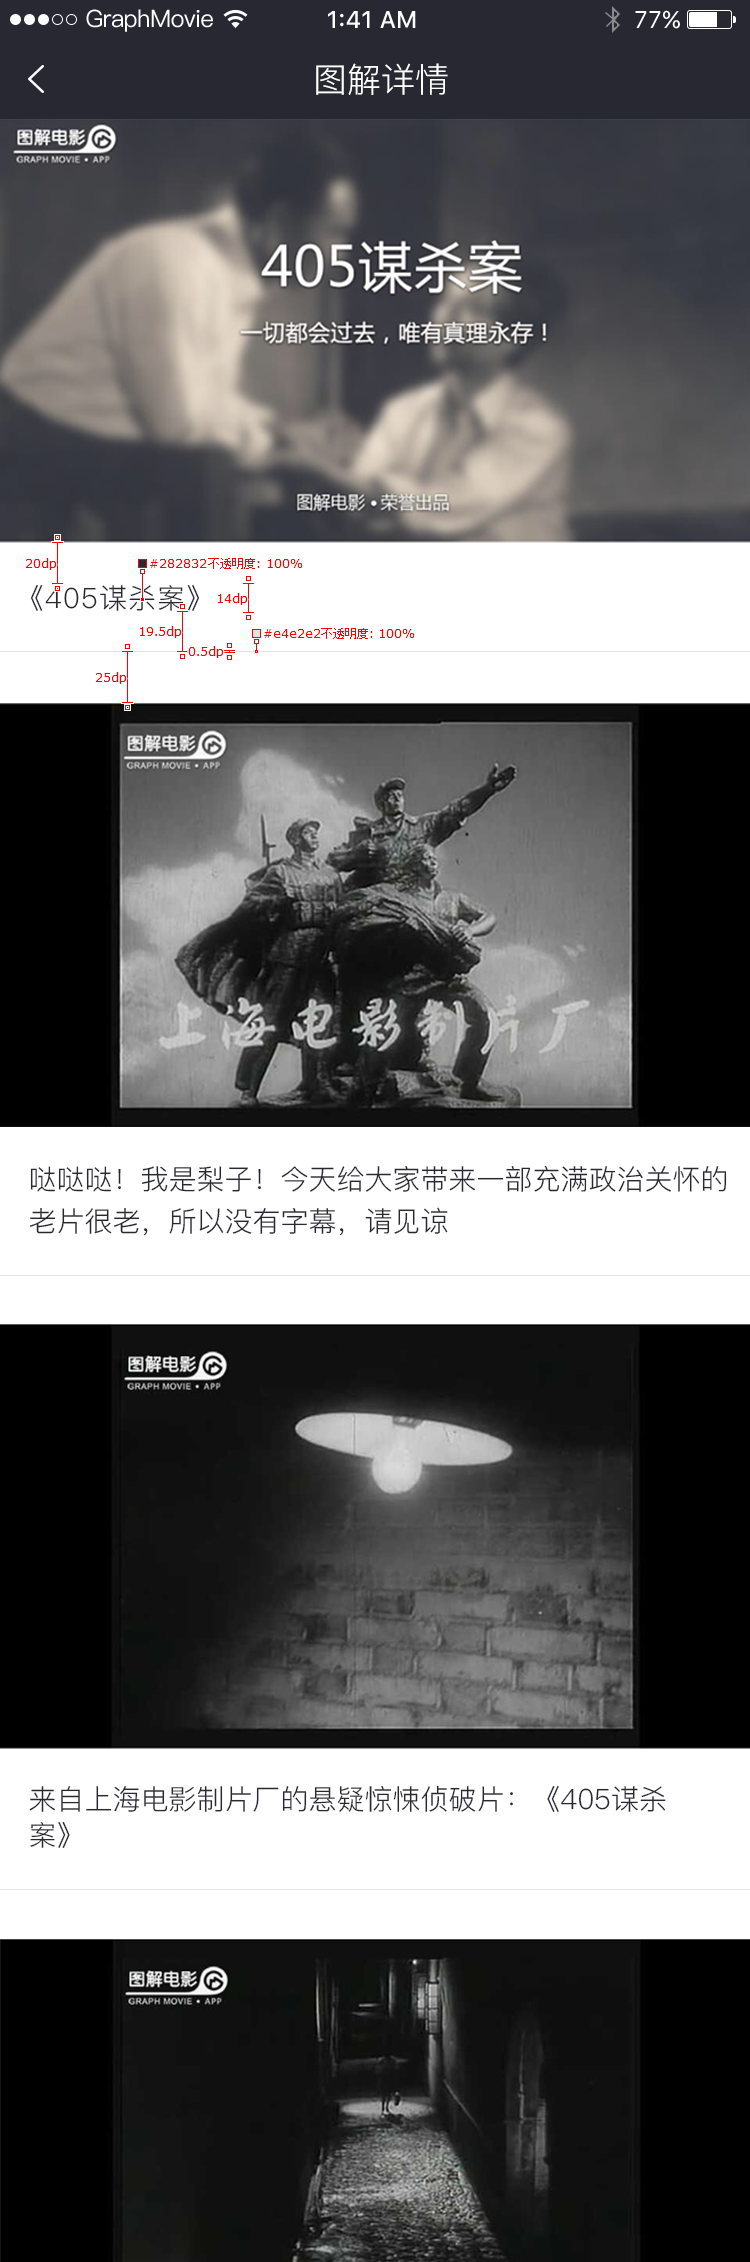 GraphMovie 1:41 AM 77%
图解详情
图解电影
GRAPH MOVIE • APP
405谋杀案
一切都会过去，唯有真理永存！
图解电影•荣誉出品
20dp
#282832不透明度: 100%
《405谋杀案》
14dp
19.5dp
#e4e2e2不透明度: 100%
0.5dp
25dp
图解电影
GRAPH MOVIE • APP
上海电影制片厂
哒哒哒！我是梨子！今天给大家带来一部充满政治关怀的
老片很老，所以没有字幕，请见谅
图解电影
GRAPH MOVIE • APP
来自上海电影制片厂的悬疑惊悚侦破片：《405谋杀
案》
图解电影
GRAPH MOVIE • APP